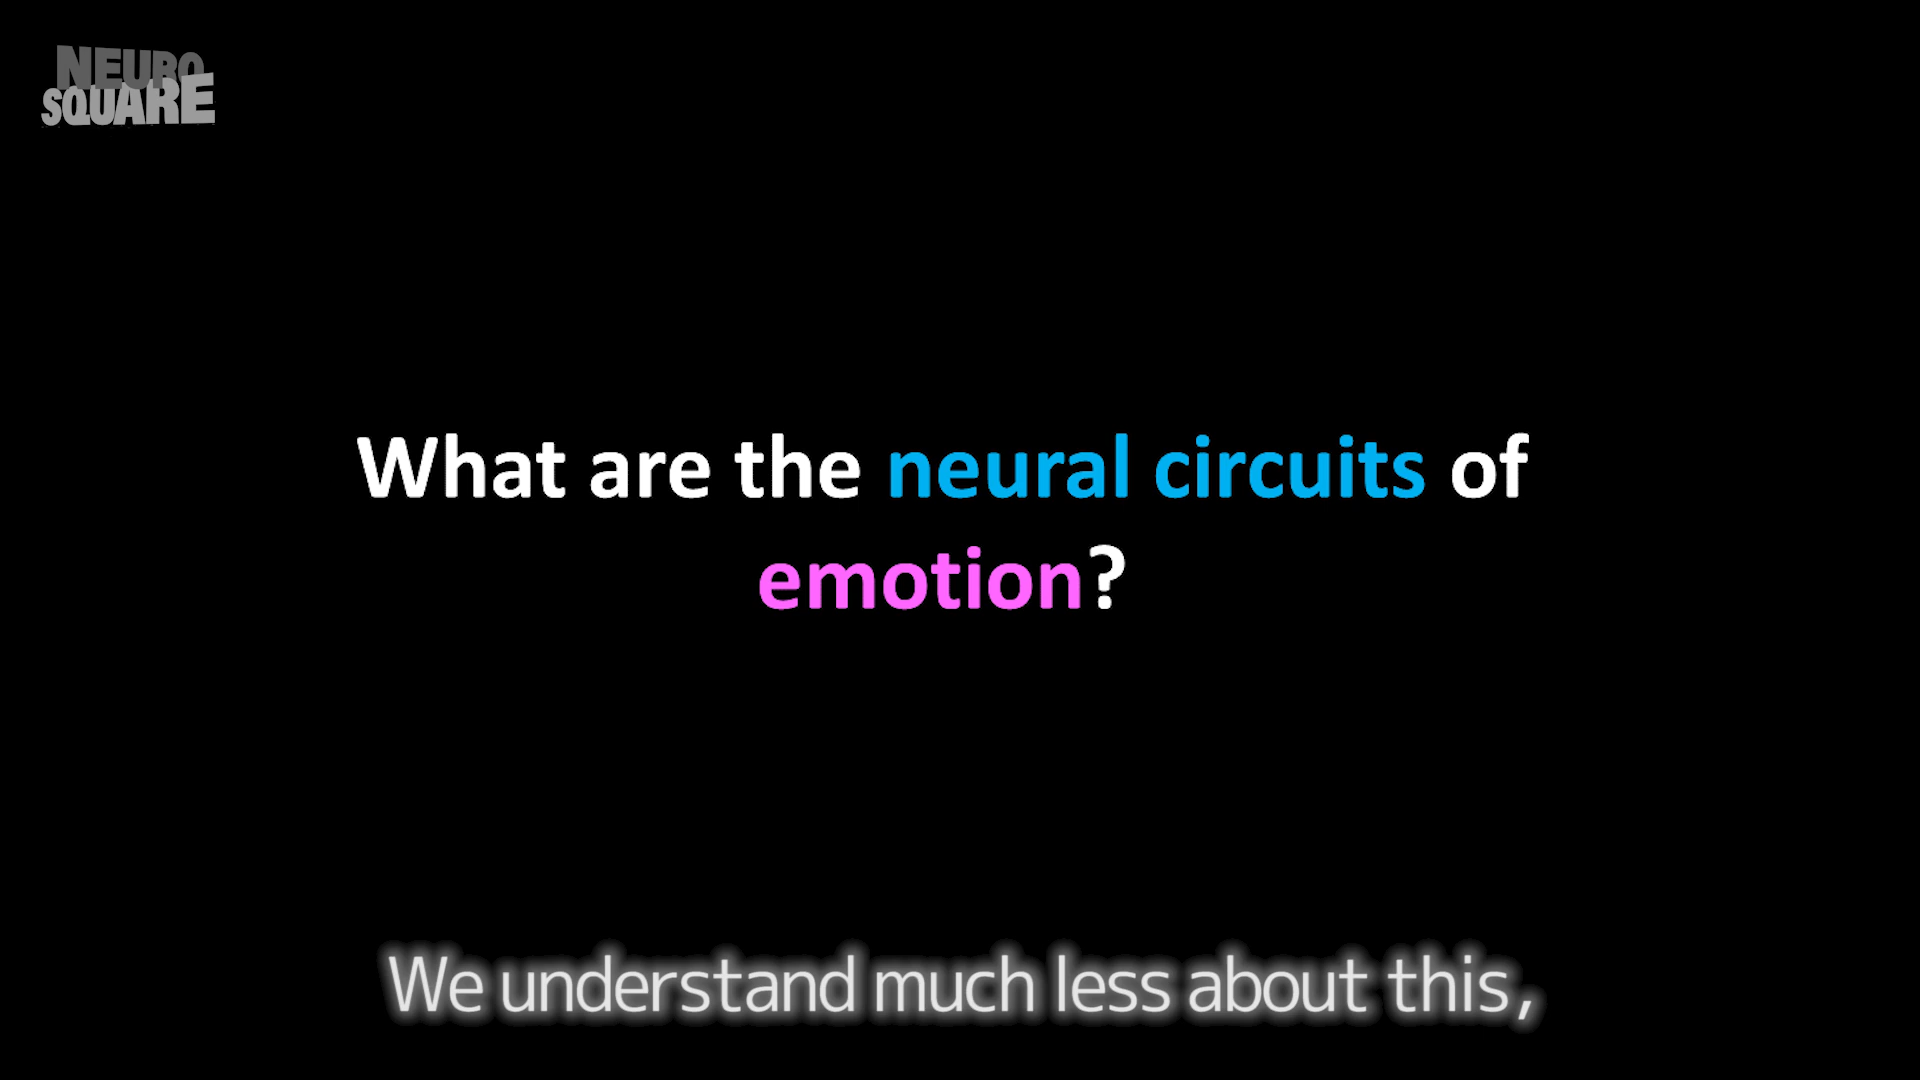 NEURO
SQUARE
What are the neural circuits of
emotion?
We understand much less about this,